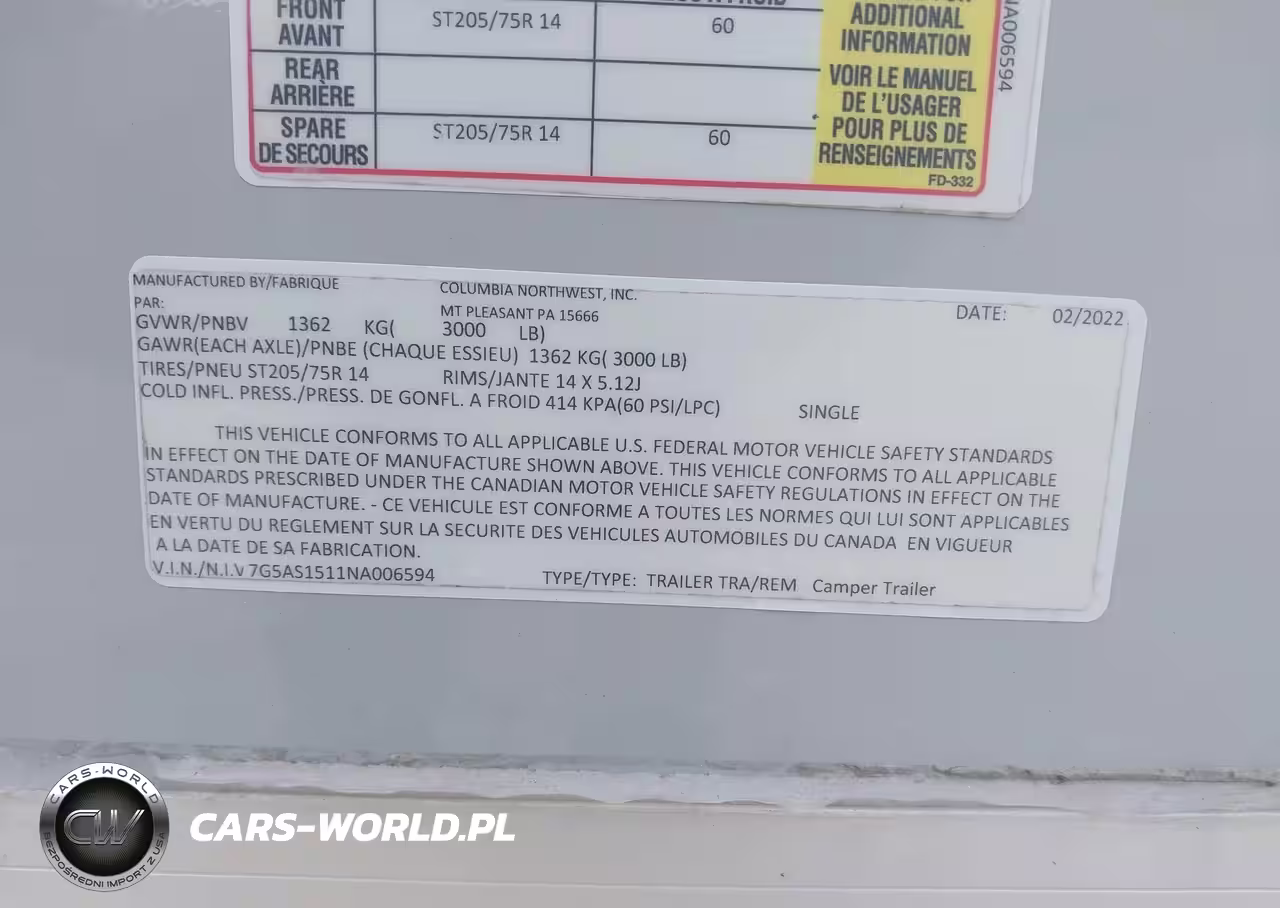 FRONT
AVANT
ST205/75R 14
60
REAR
ARRIÈRE
SPARE
DE SECOURS
ST205/75R 14
60
ADDITIONAL
INFORMATION
VOIR LE MANUEL
DE L'USAGER
POUR PLUS DE
RENSEIGNEMENTS
FD-332
NA006594
MANUFACTURED BY/FABRIQUE
PAR:
COLUMBIA NORTHWEST, INC.
MT PLEASANT PA 15666
DATE: 02/2022
GVWR/PNBV 1362 KG( 3000 LB)
GAWR(EACH AXLE)/PNBE (CHAQUE ESSIEU) 1362 KG( 3000 LB)
TIRES/PNEU ST205/75R 14 RIMS/JANTE 14 X 5.12J
COLD INFL. PRESS./PRESS. DE GONFL. A FROID 414 KPA(60 PSI/LPC) SINGLE
THIS VEHICLE CONFORMS TO ALL APPLICABLE U.S. FEDERAL MOTOR VEHICLE SAFETY STANDARDS
IN EFFECT ON THE DATE OF MANUFACTURE SHOWN ABOVE. THIS VEHICLE CONFORMS TO ALL APPLICABLE
STANDARDS PRESCRIBED UNDER THE CANADIAN MOTOR VEHICLE SAFETY REGULATIONS IN EFFECT ON THE
DATE OF MANUFACTURE. - CE VEHICULE EST CONFORME A TOUTES LES NORMES QUI LUI SONT APPLICABLES
EN VERTU DU REGLEMENT SUR LA SECURITE DES VEHICULES AUTOMOBILES DU CANADA EN VIGUEUR
A LA DATE DE SA FABRICATION.
V.I.N./N.I.V 7G5AS1511NA006594 TYPE/TYPE: TRAILER TRA/REM Camper Trailer
CARS-WORLD
CW
BEZPOŚREDNI IMPORT Z USA
CARS-WORLD.PL